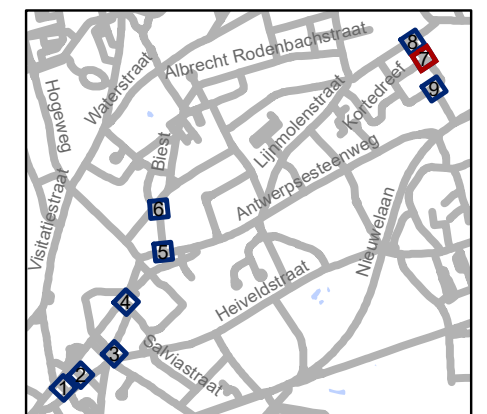 Albrecht Rodenbachstraat
8
7
9
Waterstraat
Hogeweg
Kortedreef
Lijnmolenstraat
Biest
Antwerpsesteenweg
Visitatiestraat
6
5
Nieuwelaan
Heiveldstraat
4
3
Salviastraat
2
1